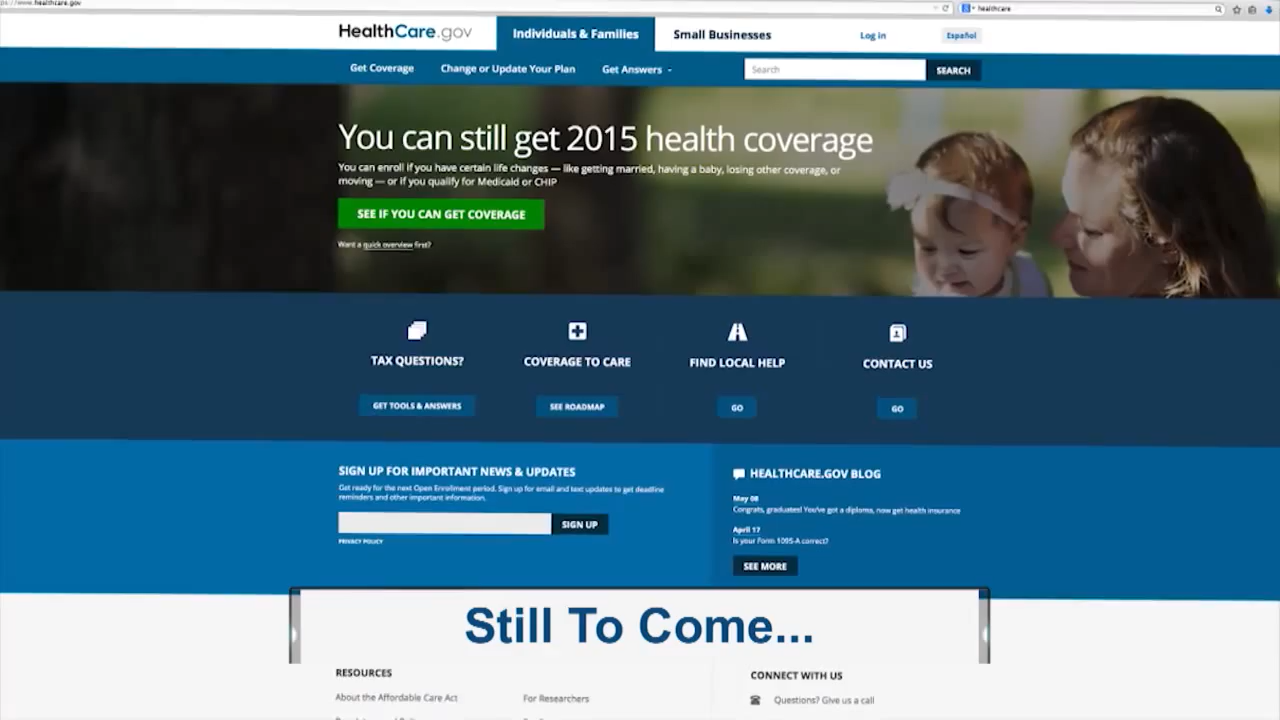 ps://www.healthcare.gov
healthcare
HealthCare.gov
Individuals & Families
Small Businesses
Log in
Español
Get Coverage
Change or Update Your Plan
Get Answers
Search
SEARCH
You can still get 2015 health coverage
You can enroll if you have certain life changes — like getting married, having a baby, losing other coverage, or
moving — or if you qualify for Medicaid or CHIP
SEE IF YOU CAN GET COVERAGE
Want a quick overview first?
TAX QUESTIONS?
COVERAGE TO CARE
FIND LOCAL HELP
CONTACT US
GET TOOLS & ANSWERS
SEE ROADMAP
GO
GO
SIGN UP FOR IMPORTANT NEWS & UPDATES
Get ready for the next Open Enrollment period. Sign up for email and text updates to get deadline
reminders and other important information.
SIGN UP
PRIVACY POLICY
HEALTHCARE.GOV BLOG
May 08
Congrats, graduates! You've got a diploma, now get health insurance
April 17
Is your Form 1095-A correct?
SEE MORE
Still To Come...
RESOURCES
About the Affordable Care Act
For Researchers
CONNECT WITH US
Questions? Give us a call